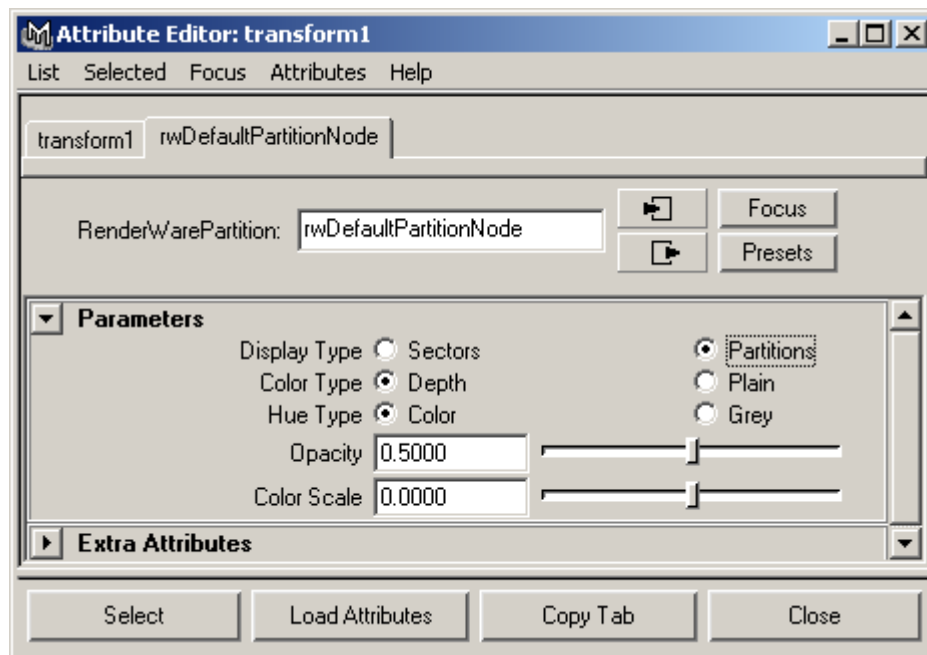 Attribute Editor: transform1
List Selected Focus Attributes Help
transform1 rwDefaultPartitionNode
RenderWarePartition: rwDefaultPartitionNode Focus
Presets
Parameters
Display Type Sectors Partitions
Color Type Depth Plain
Hue Type Color Grey
Opacity 0.5000
Color Scale 0.0000
Extra Attributes
Select Load Attributes Copy Tab Close